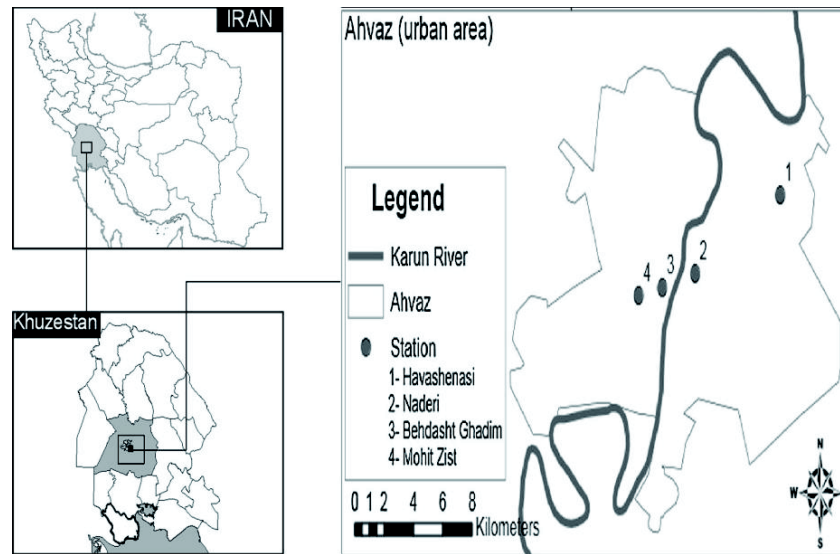 IRAN
Khuzestan
Ahvaz (urban area)
1
2
3
4
Legend
Karun River
Ahvaz
Station
1- Havashenasi
2- Naderi
3- Behdasht Ghadim
4- Mohit Zist
0 1 2 4 6 8
Kilometers
N
W
S